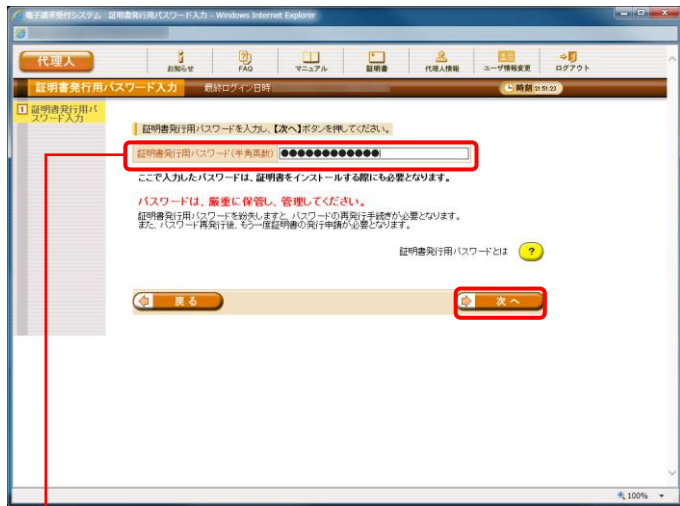 電子請求受付システム 証明書発行用パスワード入力 - Windows Internet Explorer
代理人
お知らせ
FAQ
マニュアル
証明書
代理人情報
ユーザ情報変更
ログアウト
証明書発行用パスワード入力 最終ログイン日時
時刻 21:51:23
1 証明書発行用パ
スワード入力
証明書発行用パスワードを入力し、【次へ】ボタンを押してください。
証明書発行用パスワード(半角英数) ●●●●●●●●●●●●
ここで入力したパスワードは、証明書をインストールする際にも必要となります。
パスワードは、厳重に保管し、管理してください。
証明書発行用パスワードを紛失しますと、パスワードの再発行手続きが必要となります。
また、パスワード再発行後、もう一度証明書の発行申請が必要となります。
証明書発行用パスワードとは ?
戻る
次へ
100%